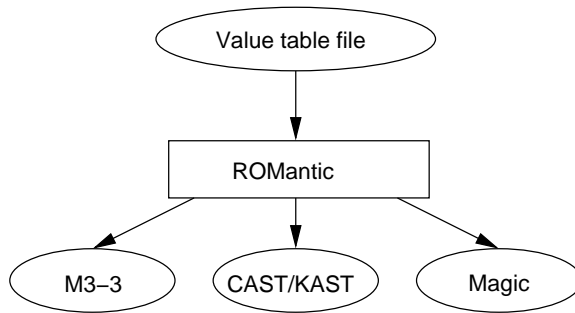 Value table file
ROMantic
M3−3
CAST/KAST
Magic